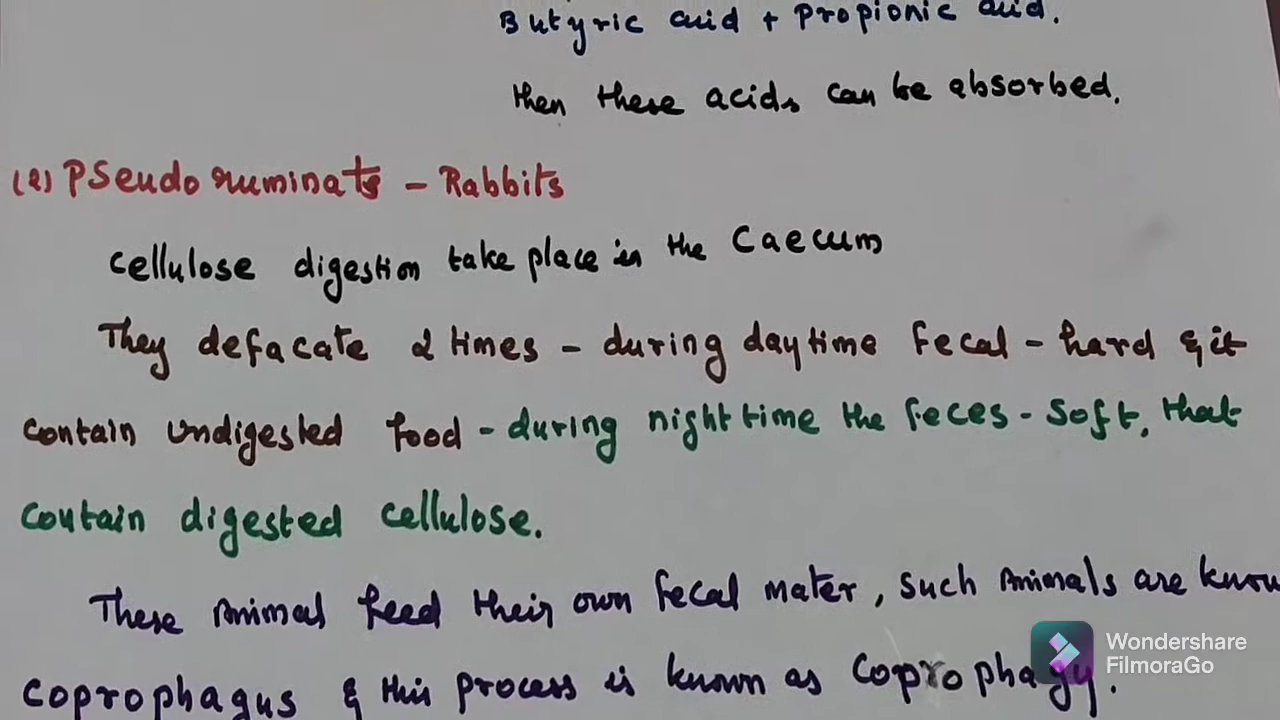 Butyric acid + Propionic acid.
then these acids can be absorbed.
(2) Pseudo ruminats - Rabbits
cellulose digestion take place in the Caecum
They defacate 2 times - during daytime Fecal - hard & it
contain undigested food - during night time the feces - soft, that
contain digested cellulose.
These Animal feed their own fecal mater, such Animals are know
coprophagus & this process is known as Coprophagy.
Wondershare
FilmoraGo